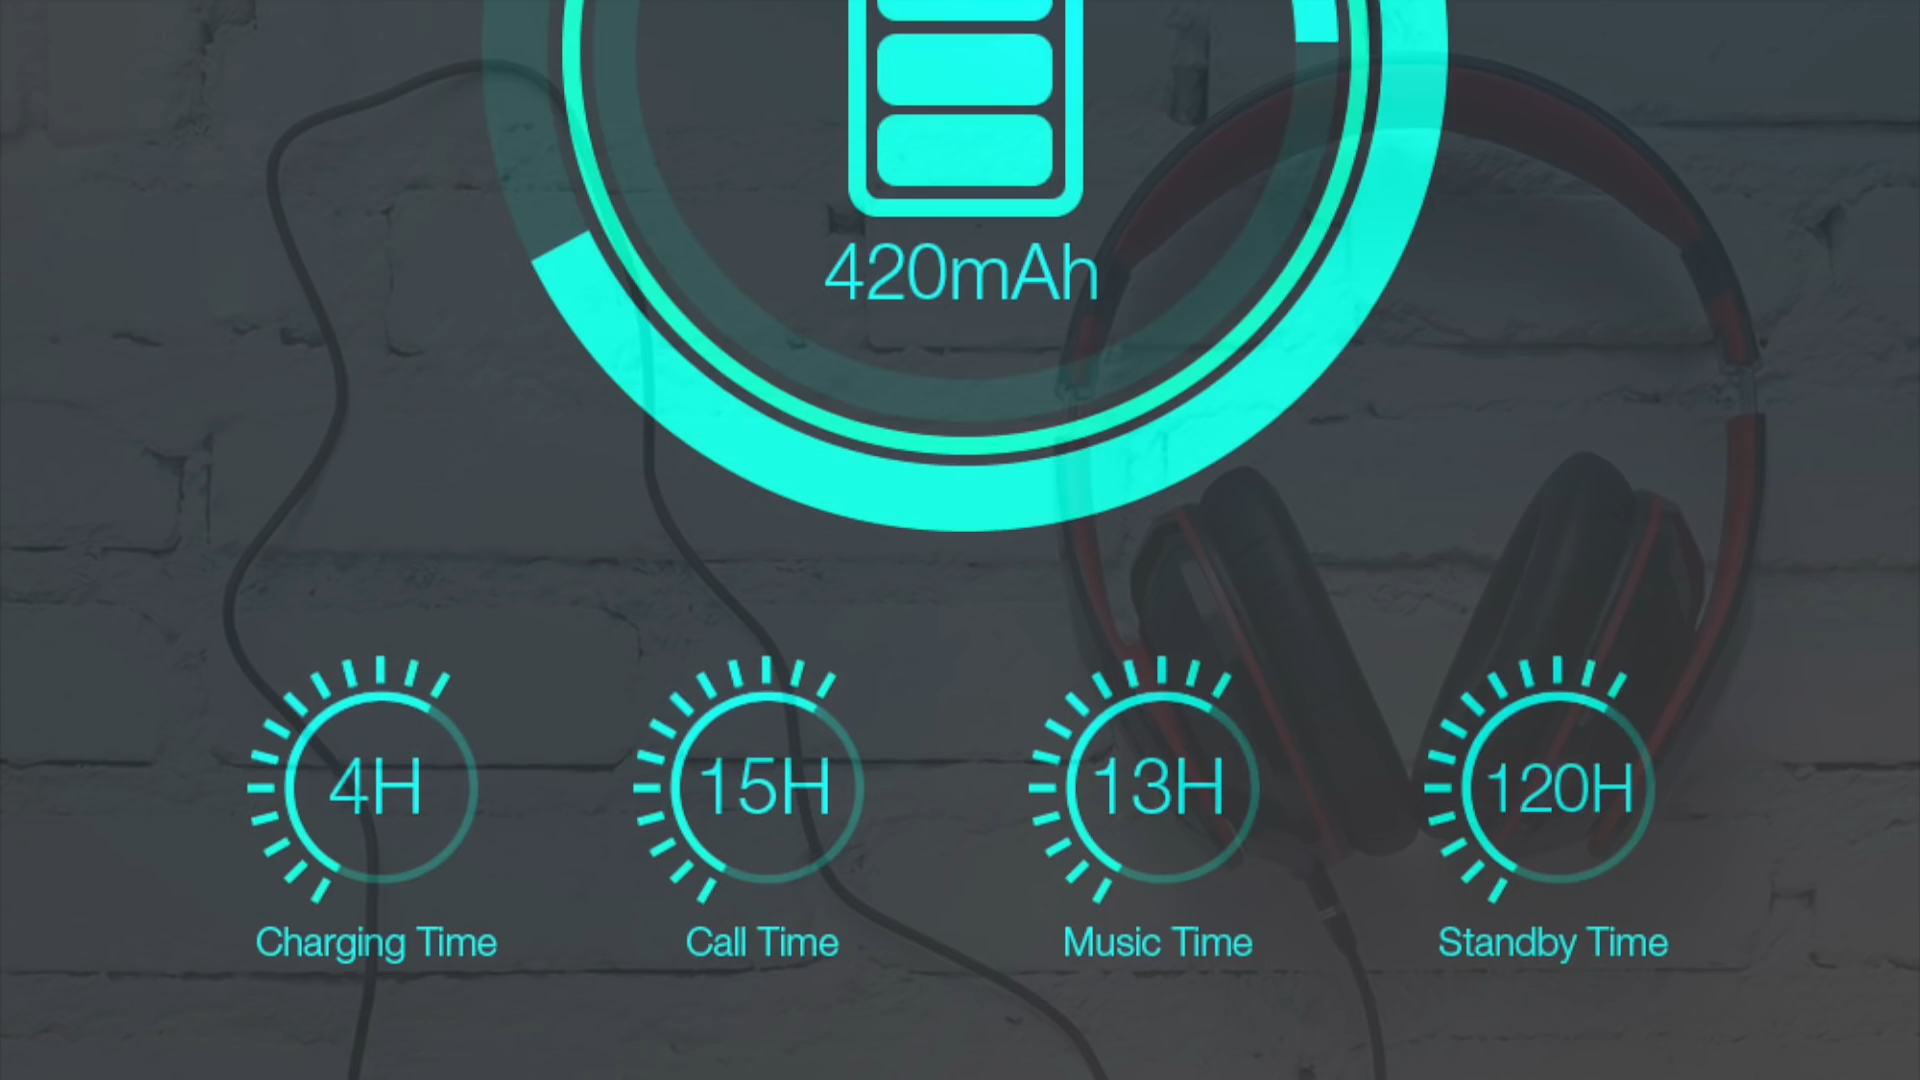 420mAh
4H
15H
13H
120H
Charging Time
Call Time
Music Time
Standby Time